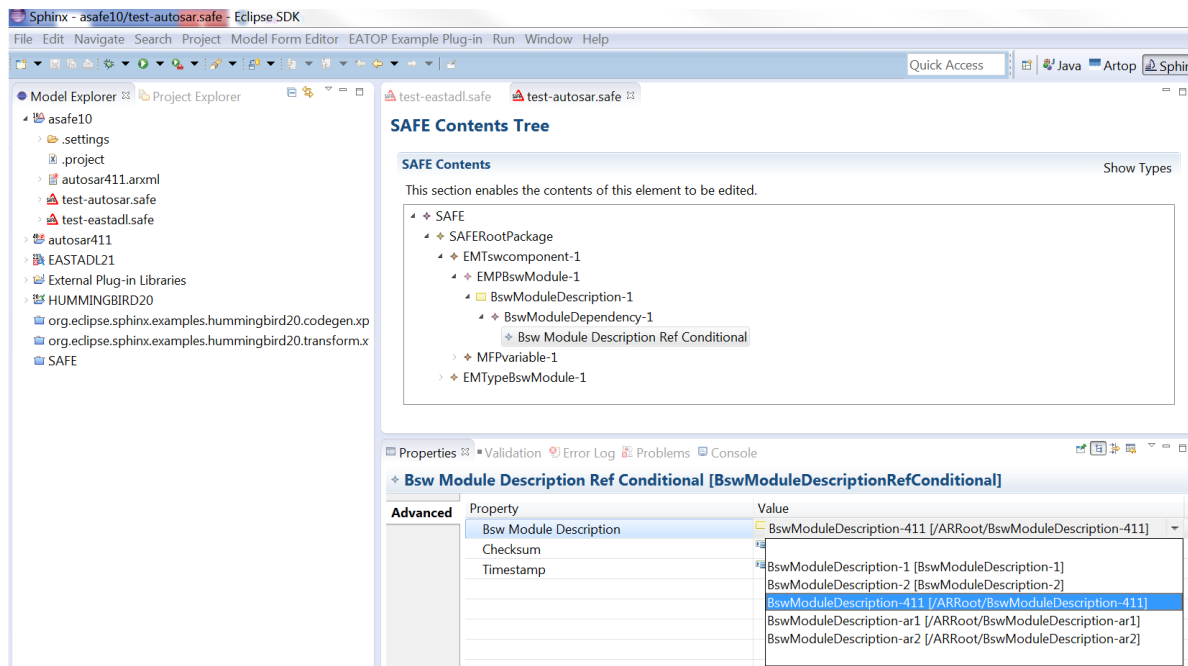 Sphinx - asafe10/test-autosar.safe - Eclipse SDK
File Edit Navigate Search Project Model Form Editor EATOP Example Plug-in Run Window Help
Quick Access
Java
Artop
Sphin
Model Explorer
Project Explorer
asafe10
.settings
.project
autosar411.arxml
test-autosar.safe
test-eastadl.safe
autosar411
EASTADL21
External Plug-in Libraries
HUMMINGBIRD20
org.eclipse.sphinx.examples.hummingbird20.codegen.xp
org.eclipse.sphinx.examples.hummingbird20.transform.x
SAFE
test-eastadl.safe
test-autosar.safe
SAFE Contents Tree
SAFE Contents
Show Types
This section enables the contents of this element to be edited.
SAFE
SAFERootPackage
EMTswcomponent-1
EMPBswModule-1
BswModuleDescription-1
BswModuleDependency-1
Bsw Module Description Ref Conditional
MFPvariable-1
EMTypeBswModule-1
Properties
Validation
Error Log
Problems
Console
Bsw Module Description Ref Conditional [BswModuleDescriptionRefConditional]
Advanced
Property
Value
Bsw Module Description
BswModuleDescription-411 [/ARRoot/BswModuleDescription-411]
Checksum
Timestamp
BswModuleDescription-1 [BswModuleDescription-1]
BswModuleDescription-2 [BswModuleDescription-2]
BswModuleDescription-411 [/ARRoot/BswModuleDescription-411]
BswModuleDescription-ar1 [/ARRoot/BswModuleDescription-ar1]
BswModuleDescription-ar2 [/ARRoot/BswModuleDescription-ar2]